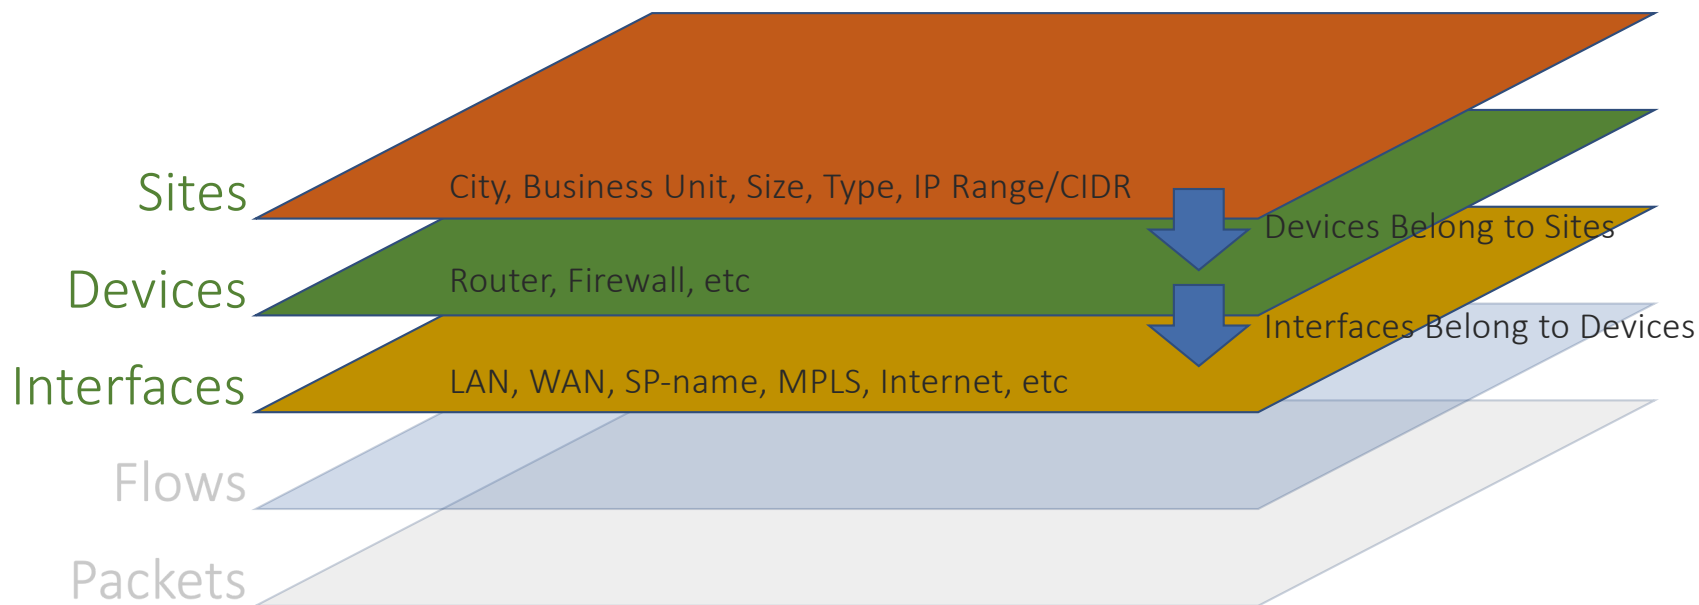 Sites
City, Business Unit, Size, Type, IP Range/CIDR
Devices Belong to Sites
Devices
Router, Firewall, etc
Interfaces Belong to Devices
Interfaces
LAN, WAN, SP-name, MPLS, Internet, etc
Flows
Packets